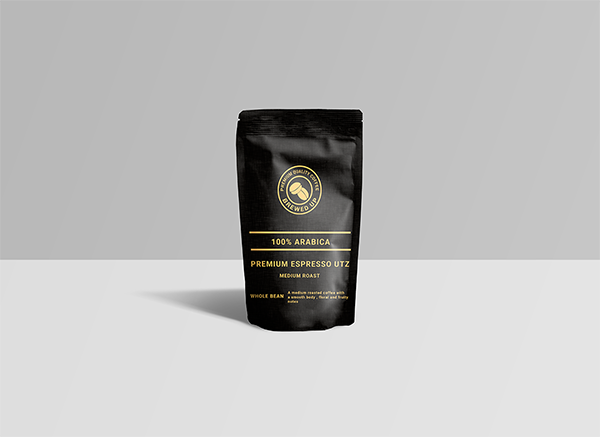 PREMIUM QUALITY COFFEE
BREWED UP
100% ARABICA
PREMIUM ESPRESSO UTZ
MEDIUM ROAST
WHOLE BEAN
A medium roasted coffee with
a smooth body , floral and fruity
notes